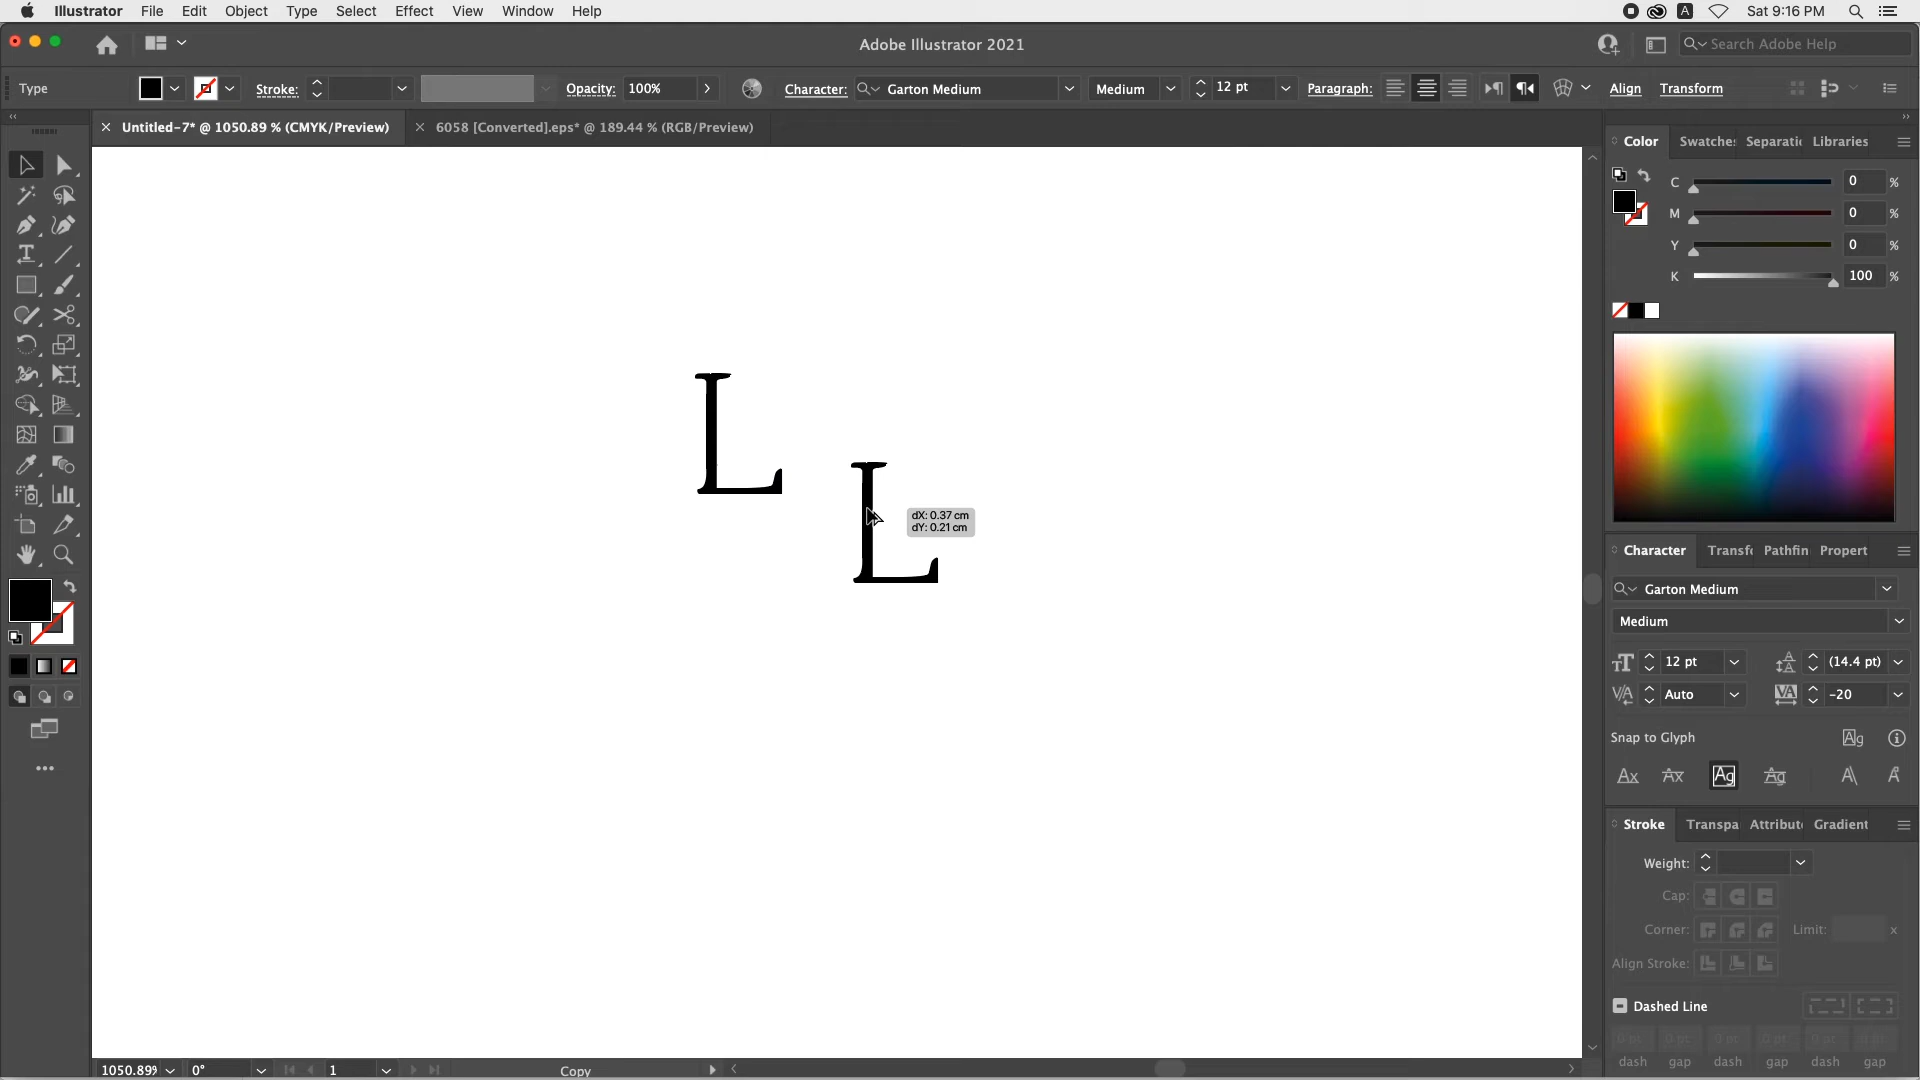 Illustrator File Edit Object Type Select Effect View Window Help A Sat 9:16 PM
Adobe Illustrator 2021 Search Adobe Help
Type Stroke: Opacity: 100% Character: Garton Medium Medium 12 pt Paragraph: Align Transform
Untitled-7* @ 1050.89 % (CMYK/Preview) 6058 [Converted].eps* @ 189.44 % (RGB/Preview)
Color Swatche Separatio Libraries
C 0 %
M 0 %
Y 0 %
K 100 %
L
L
dX: 0.37 cm
dY: 0.21 cm
Character Transfo Pathfin Propert
Garton Medium
Medium
12 pt (14.4 pt)
Auto -20
Snap to Glyph
Stroke Transpa Attribut Gradient
Weight:
Cap:
Corner: Limit: x
Align Stroke:
Dashed Line
dash gap dash gap dash gap
1050.89% 0° 1 Copy